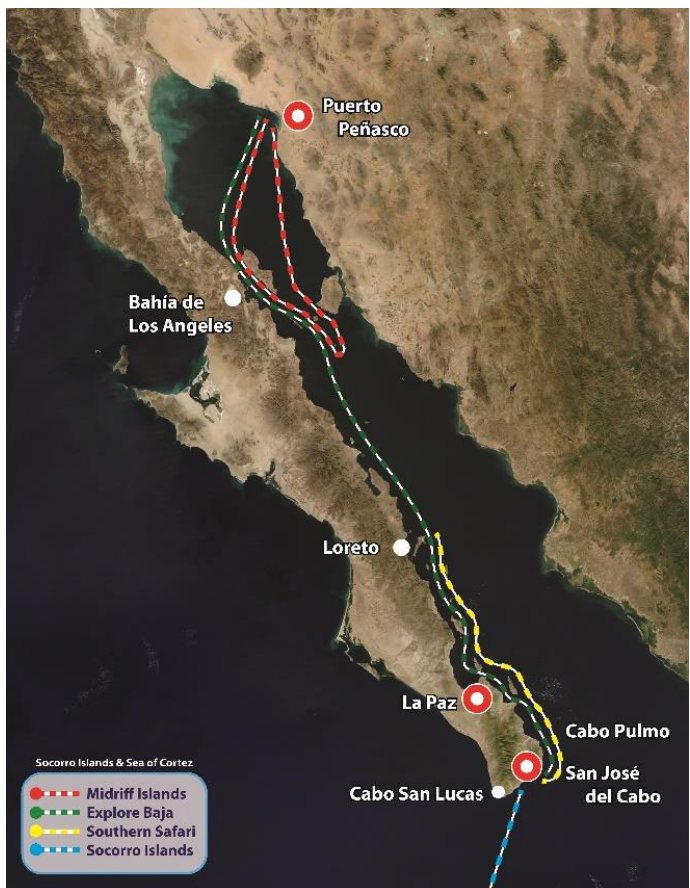 Puerto
Peñasco
Bahía de
Los Angeles
Loreto
La Paz
Cabo Pulmo
San José
del Cabo
Cabo San Lucas
Socorro Islands & Sea of Cortez
Midriff Islands
Explore Baja
Southern Safari
Socorro Islands